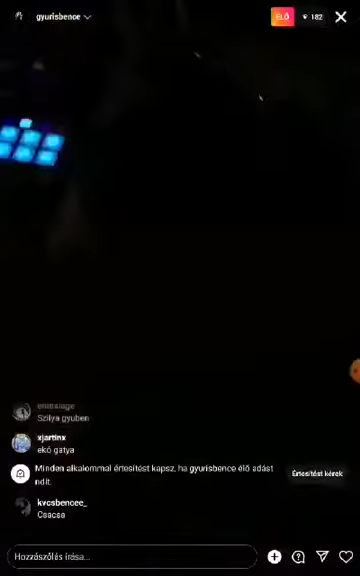 gyurisbence
ÉLŐ
182
Szilya gyuben
xjartinx
ekó gatya
Minden alkalommal értesítést kapsz, ha gyurisbence élő adást
indít.
Értesítést kérek
kvcsbencee_
Csacsa
Hozzászólás írása...